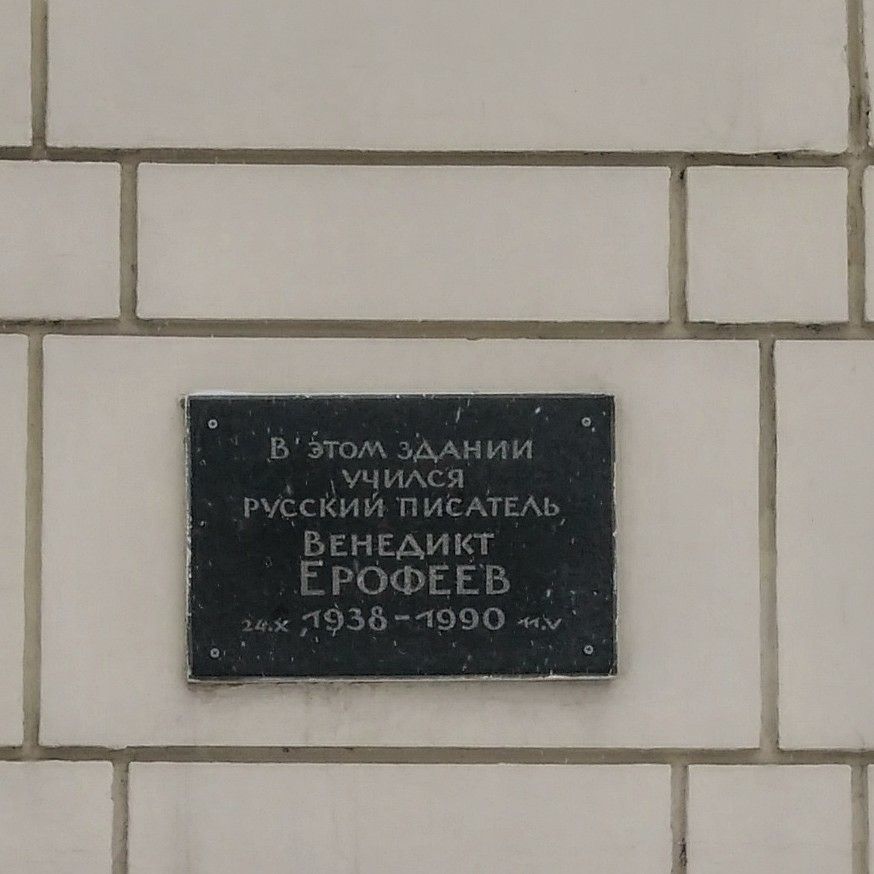 В этом здании
учился
русский писатель
Венедикт
Ерофеев
24.X 1938-1990 11.V